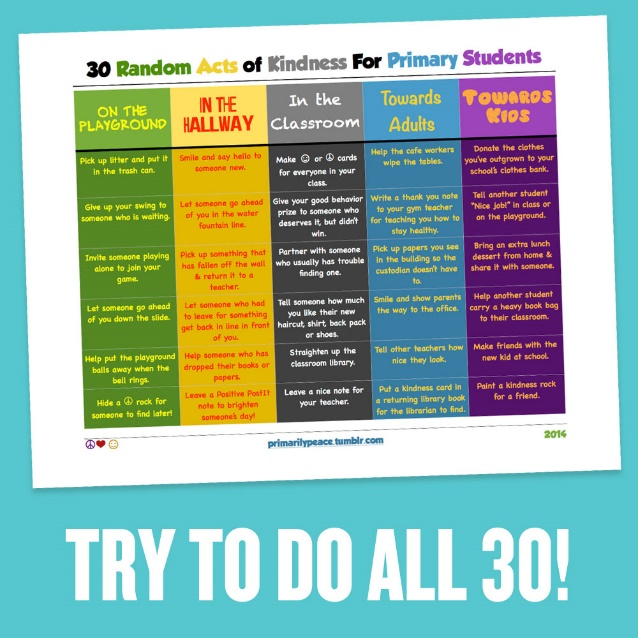 30 Random Acts of Kindness For Primary Students
ON THE
PLAYGROUND
Pick up litter and put it
in the trash can.
Give up your swing to
someone who is waiting.
Invite someone playing
alone to join your
game.
Let someone go ahead
of you down the slide.
Help put the playground
balls away when the
bell rings.
Hide a ☮ rock for
someone to find later!
IN THE
HALLWAY
Smile and say hello to
someone new.
Let someone go ahead
of you in the water
fountain line.
Pick up something that
has fallen off the wall
& return it to a
teacher.
Let someone who had
to leave for something
get back in line in front
of you.
Help someone who has
dropped their books or
papers.
Leave a Positive PostIt
note to brighten
someone's day!
In the
Classroom
Make ☺ or ☮ cards
for everyone in your
class.
Give your good behavior
prize to someone who
deserves it, but didn't
win.
Partner with someone
who usually has trouble
finding one.
Tell someone how much
you like their new
haircut, shirt, back pack
or shoes.
Straighten up the
classroom library.
Leave a nice note for
your teacher.
Towards
Adults
Help the cafe workers
wipe the tables.
Write a thank you note
to your gym teacher
for teaching you how to
stay healthy.
Pick up papers you see
in the building so the
custodian doesn't have
to.
Smile and show parents
the way to the office.
Tell other teachers how
nice they look.
Put a kindness card in
a returning library book
for the librarian to find.
TOWARDS
KIDS
Donate the clothes
you've outgrown to your
school's clothes bank.
Tell another student
"Nice job!" in class or
on the playground.
Bring an extra lunch
dessert from home &
share it with someone.
Help another student
carry a heavy book bag
to their classroom.
Make friends with the
new kid at school.
Paint a kindness rock
for a friend.
☮❤☺
primarilypeace.tumblr.com
2014
TRY TO DO ALL 30!